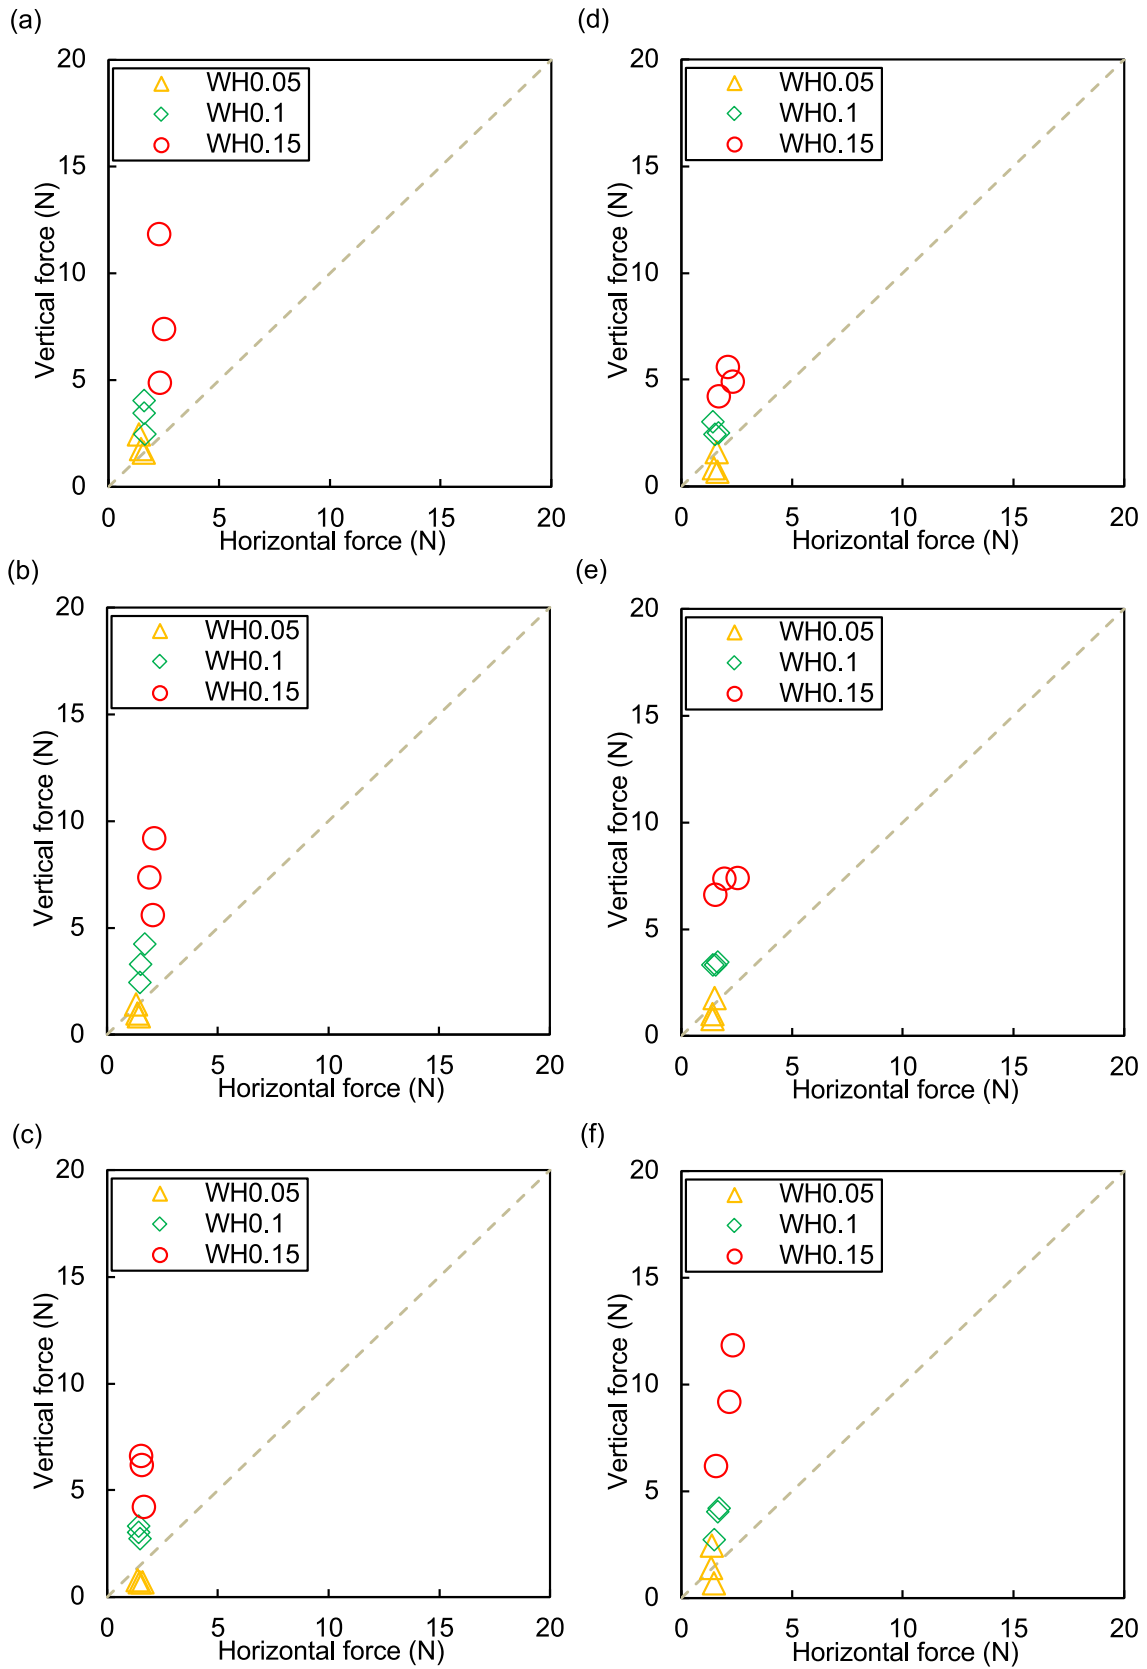 (a)
20
WH0.05
WH0.1
WH0.15
15
10
5
0
Vertical force (N)
0 5 10 15 20
Horizontal force (N)
(d)
20
WH0.05
WH0.1
WH0.15
15
10
5
0
Vertical force (N)
0 5 10 15 20
Horizontal force (N)
(b)
20
WH0.05
WH0.1
WH0.15
15
10
5
0
Vertical force (N)
0 5 10 15 20
Horizontal force (N)
(e)
20
WH0.05
WH0.1
WH0.15
15
10
5
0
Vertical force (N)
0 5 10 15 20
Horizontal force (N)
(c)
20
WH0.05
WH0.1
WH0.15
15
10
5
0
Vertical force (N)
0 5 10 15 20
Horizontal force (N)
(f)
20
WH0.05
WH0.1
WH0.15
15
10
5
0
Vertical force (N)
0 5 10 15 20
Horizontal force (N)